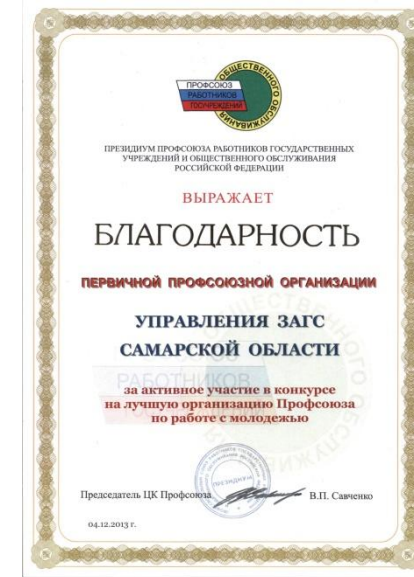 ПРОФСОЮЗ
РАБОТНИКОВ
ГОСУЧРЕЖДЕНИЙ
ОБЩЕСТВЕННОГО ОБСЛУЖИВАНИЯ
ПРЕЗИДИУМ ПРОФСОЮЗА РАБОТНИКОВ ГОСУДАРСТВЕННЫХ
УЧРЕЖДЕНИЙ И ОБЩЕСТВЕННОГО ОБСЛУЖИВАНИЯ
РОССИЙСКОЙ ФЕДЕРАЦИИ
ВЫРАЖАЕТ
БЛАГОДАРНОСТЬ
ПЕРВИЧНОЙ ПРОФСОЮЗНОЙ ОРГАНИЗАЦИИ
УПРАВЛЕНИЯ ЗАГС
САМАРСКОЙ ОБЛАСТИ
РАБОТНИКОВ
за активное участие в конкурсе
на лучшую организацию Профсоюза
по работе с молодежью
ПРЕЗИДИУМ
Председатель ЦК Профсоюза
В.П. Савченко
04.12.2013 г.